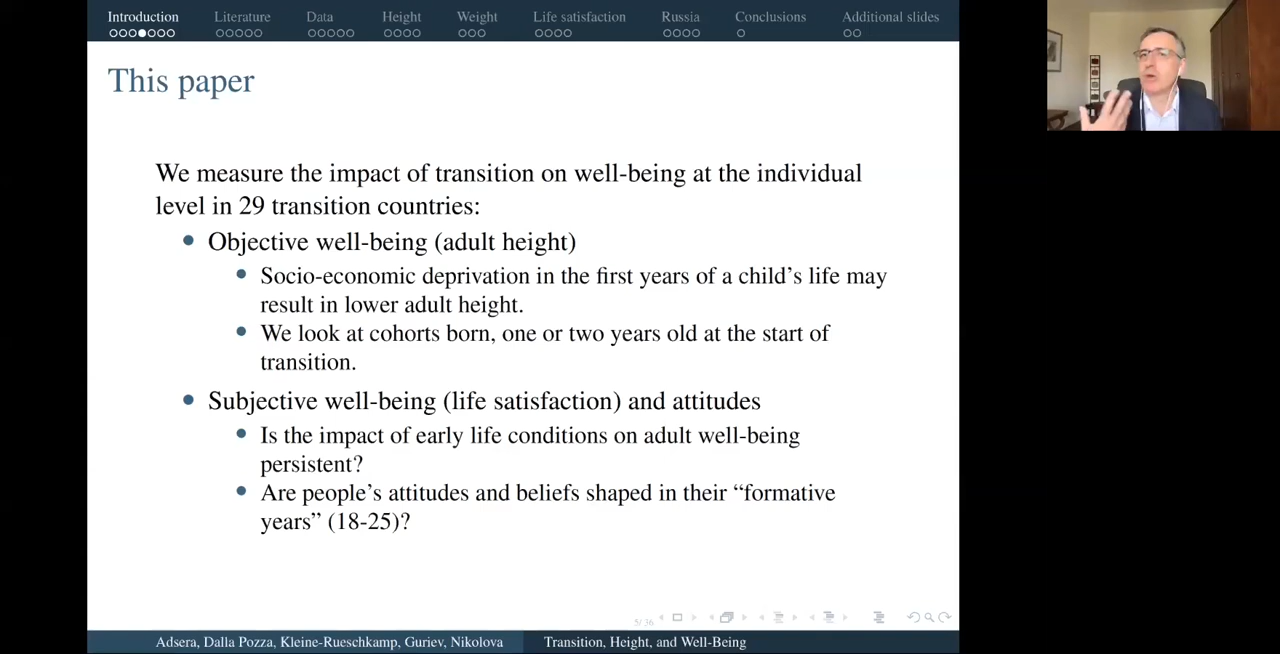 Introduction Literature Data Height Weight Life satisfaction Russia Conclusions Additional slides
This paper
We measure the impact of transition on well-being at the individual
level in 29 transition countries:
Objective well-being (adult height)
Socio-economic deprivation in the first years of a child's life may
result in lower adult height.
We look at cohorts born, one or two years old at the start of
transition.
Subjective well-being (life satisfaction) and attitudes
Is the impact of early life conditions on adult well-being
persistent?
Are people's attitudes and beliefs shaped in their “formative
years” (18-25)?
5/36
Adsera, Dalla Pozza, Kleine-Rueschkamp, Guriev, Nikolova Transition, Height, and Well-Being